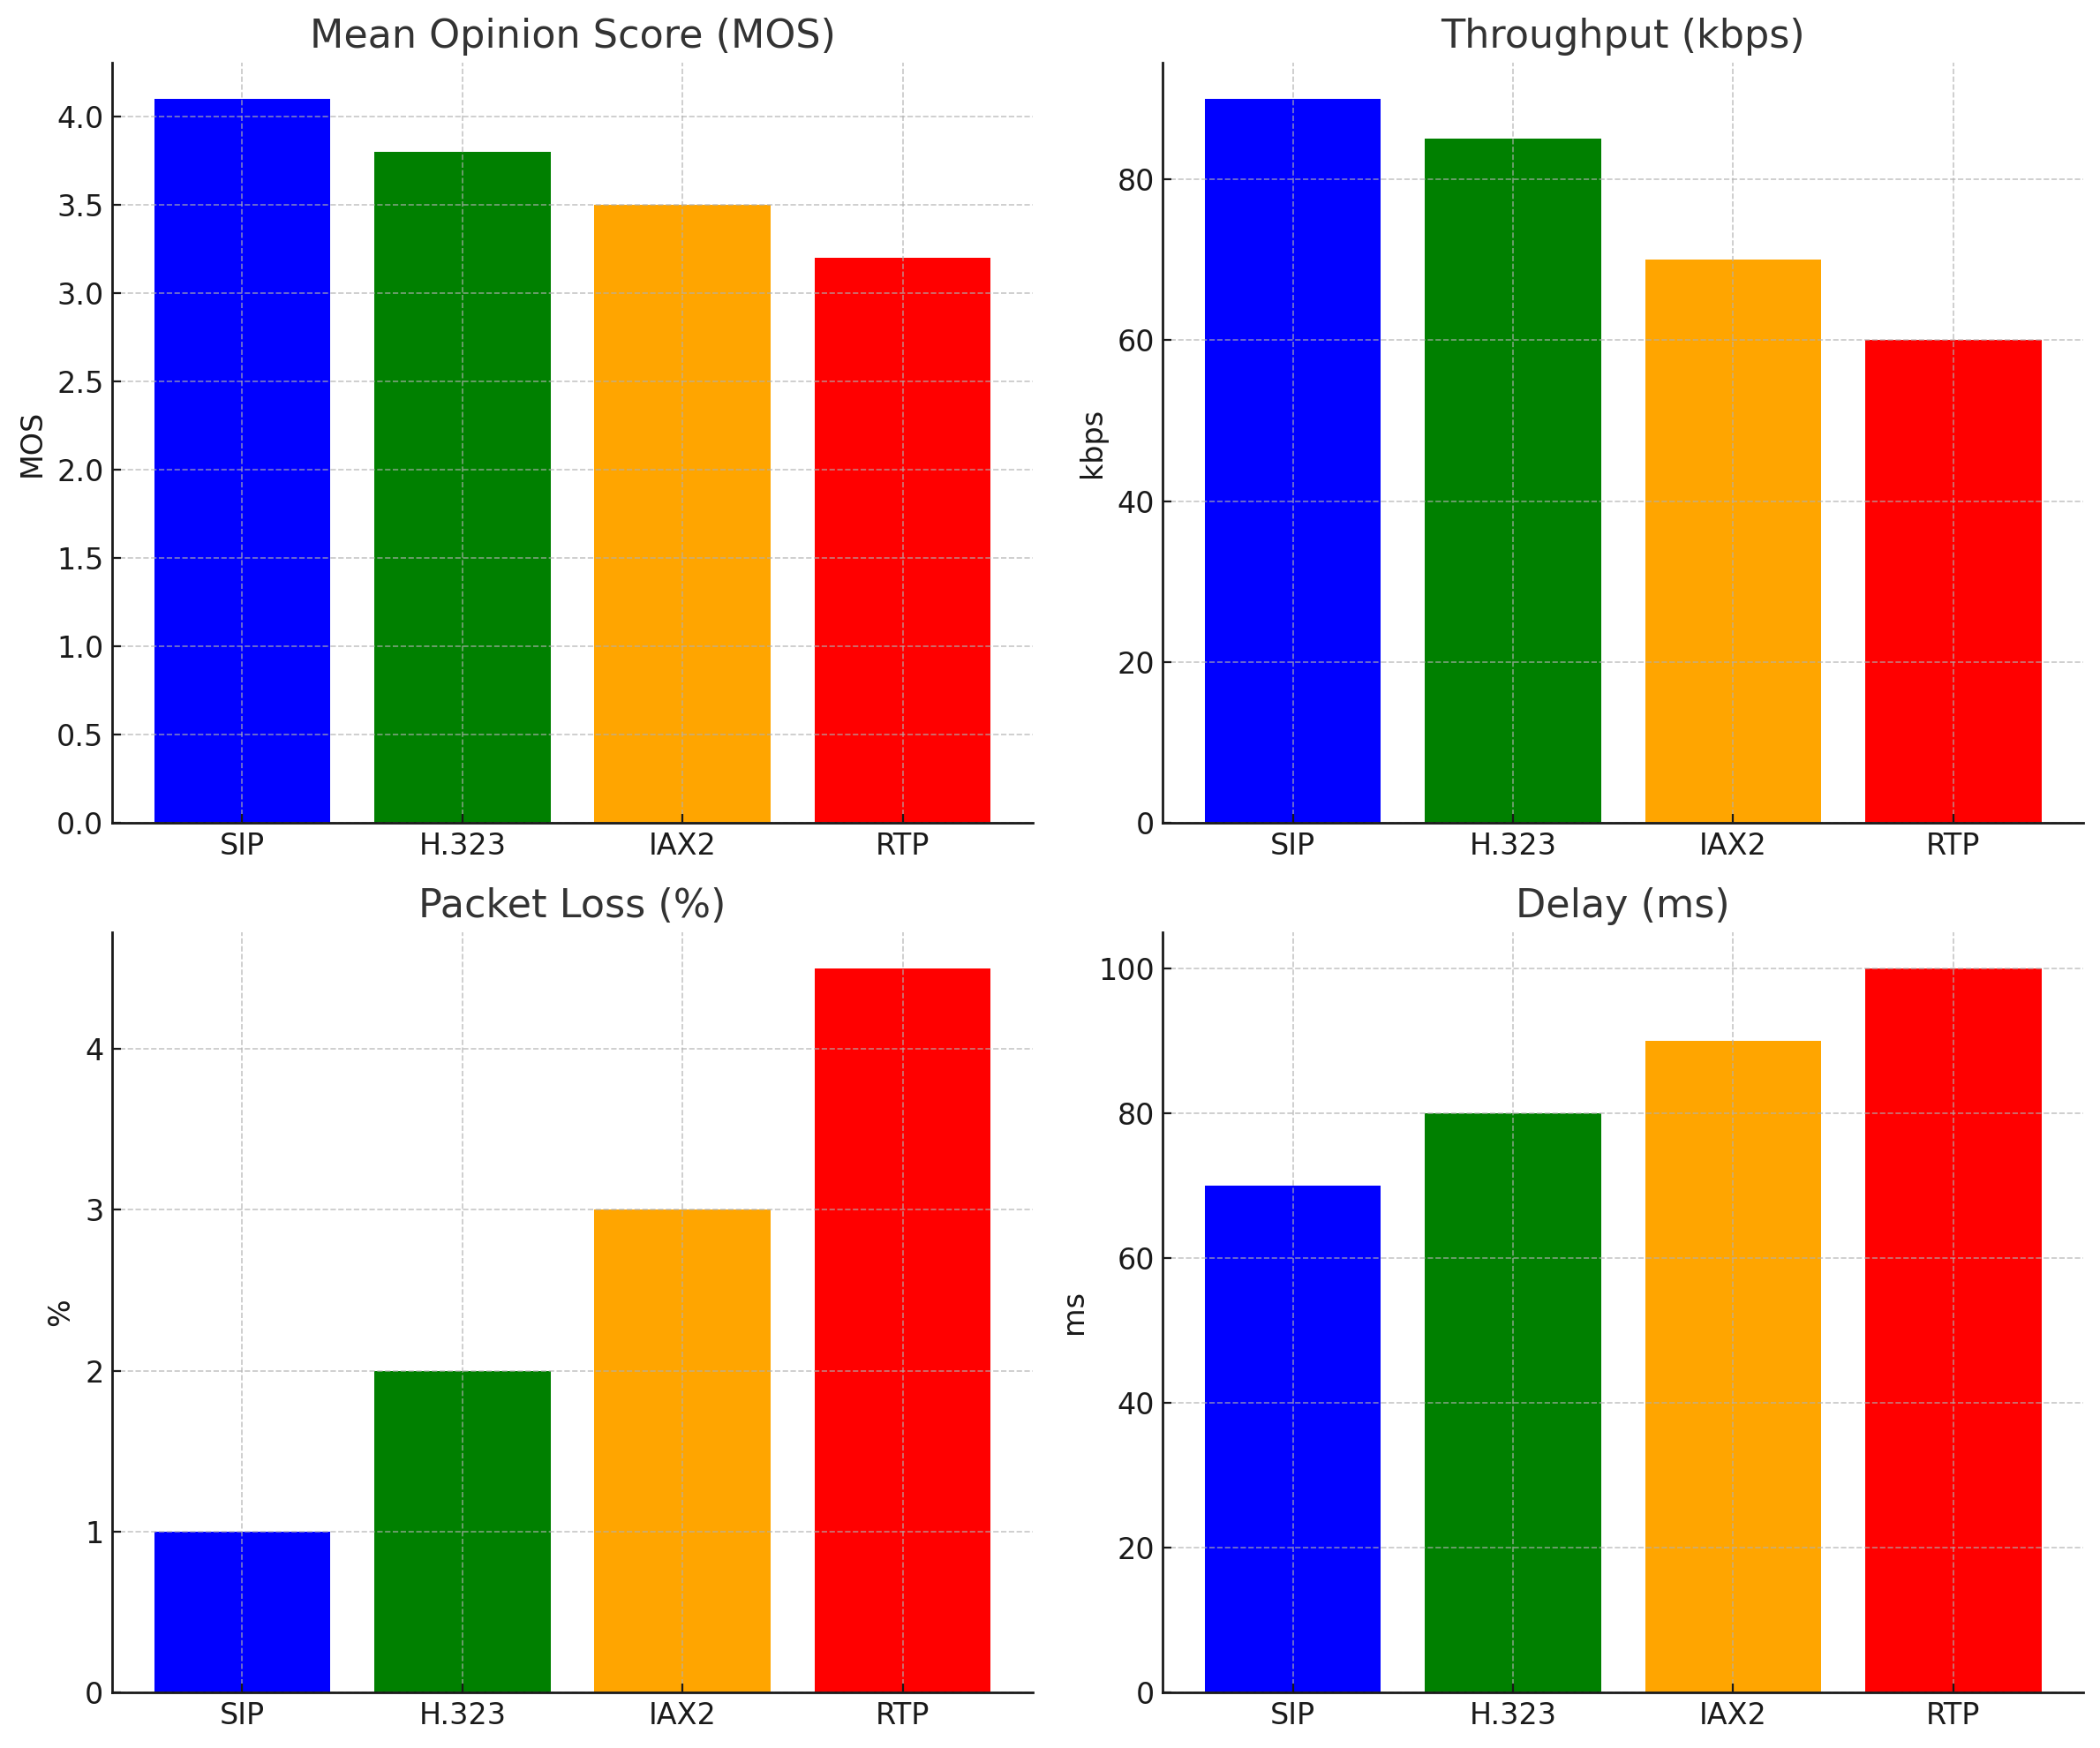 Mean Opinion Score (MOS)
MOS
4.0
3.5
3.0
2.5
2.0
1.5
1.0
0.5
0.0
SIP H.323 IAX2 RTP
Throughput (kbps)
kbps
80
60
40
20
0
SIP H.323 IAX2 RTP
Packet Loss (%)
%
4
3
2
1
0
SIP H.323 IAX2 RTP
Delay (ms)
ms
100
80
60
40
20
0
SIP H.323 IAX2 RTP